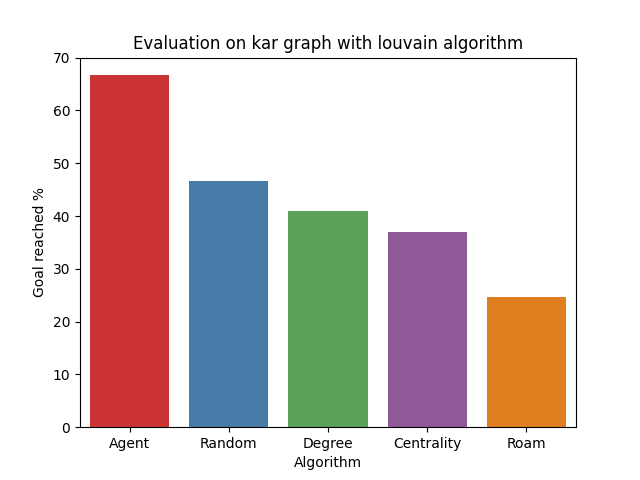 Evaluation on kar graph with louvain algorithm
Goal reached %
70
60
50
40
30
20
10
0
Agent Random Degree Centrality Roam
Algorithm